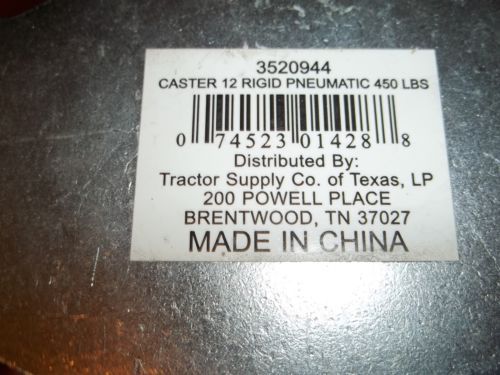 3520944
CASTER 12 RIGID PNEUMATIC 450 LBS
0 74523 01428 8
Distributed By:
Tractor Supply Co. of Texas, LP
200 POWELL PLACE
BRENTWOOD, TN 37027
MADE IN CHINA